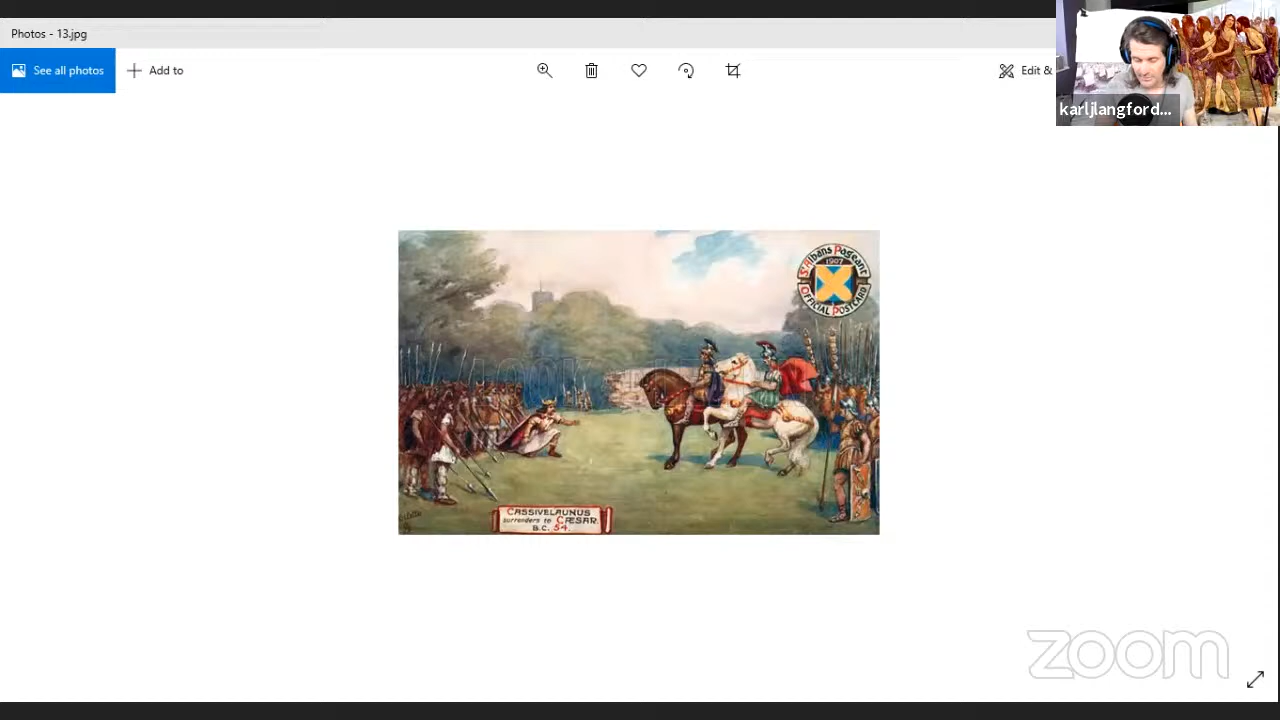 Photos - 13.jpg
See all photos
Add to
Edit &
karljlangford...
St Albans Pageant
1907
OFFICIAL POSTCARD
LOOK
CASSIVELAUNUS
surrenders to CÆSAR.
B.C. 54.
zoom